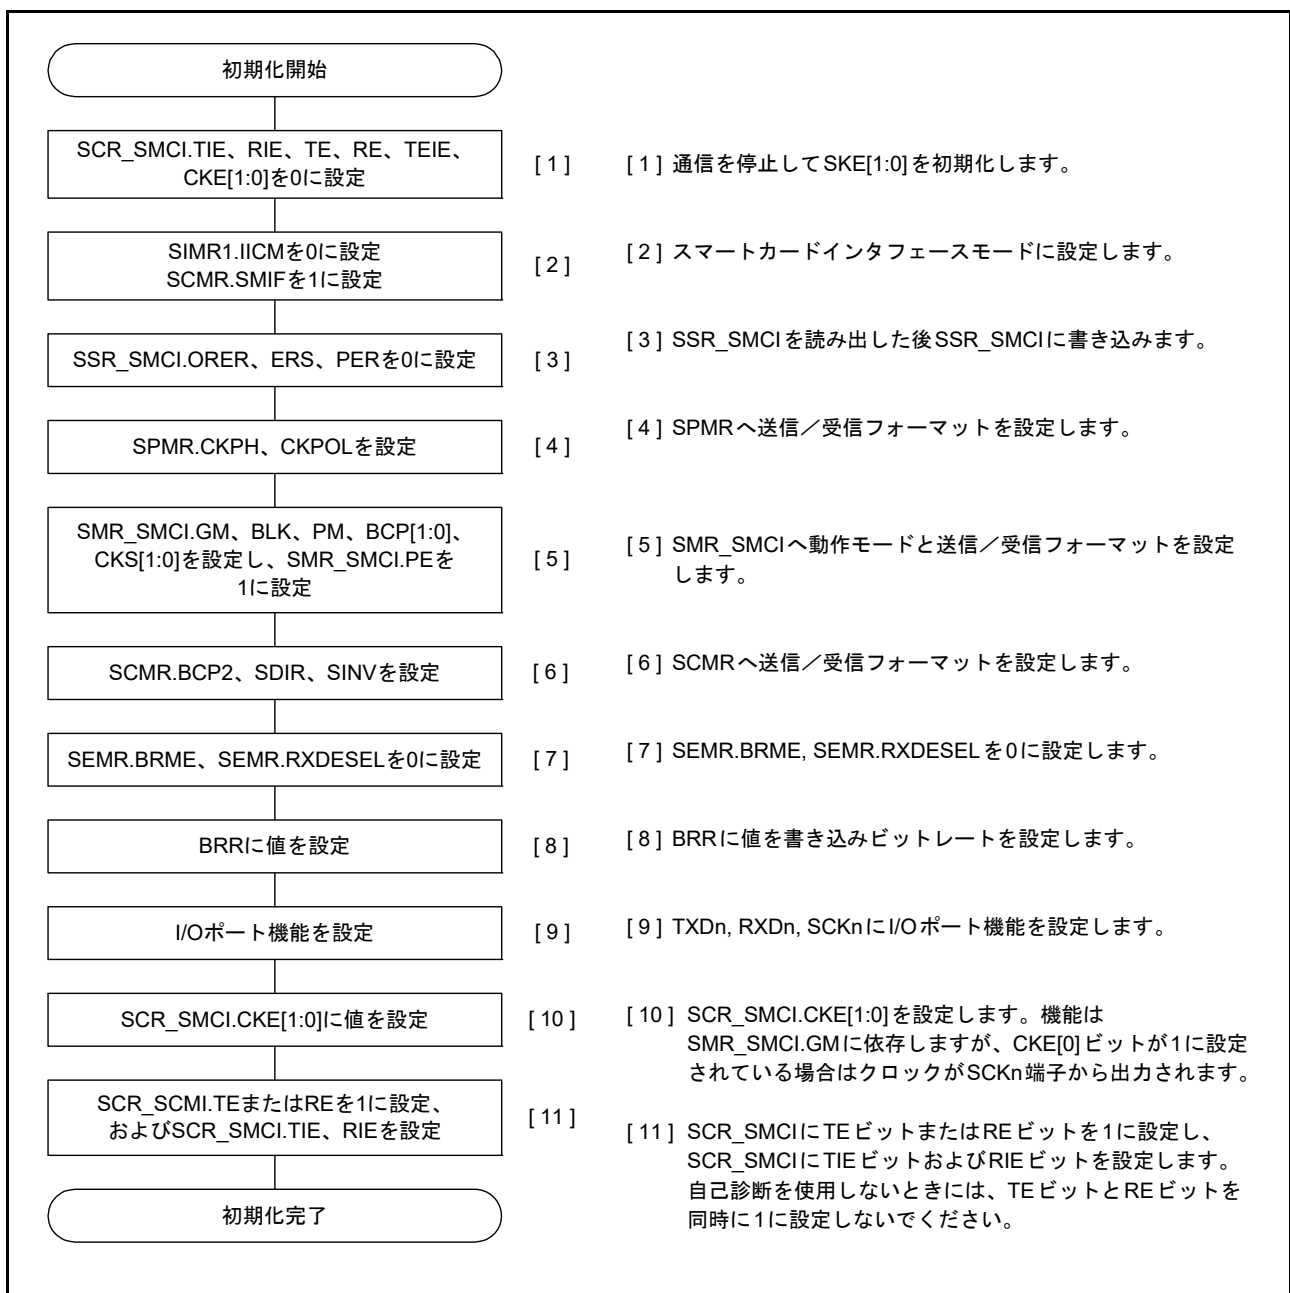 初期化開始
SCR_SMCI.TIE、RIE、TE、RE、TEIE、
CKE[1:0]を0に設定
[ 1 ]
[ 1 ] 通信を停止してSKE[1:0]を初期化します。
SIMR1.IICMを0に設定
SCMR.SMIFを1に設定
[ 2 ]
[ 2 ] スマートカードインタフェースモードに設定します。
SSR_SMCI.ORER、ERS、PERを0に設定
[ 3 ]
[ 3 ] SSR_SMCIを読み出した後SSR_SMCIに書き込みます。
SPMR.CKPH、CKPOLを設定
[ 4 ]
[ 4 ] SPMRへ送信／受信フォーマットを設定します。
SMR_SMCI.GM、BLK、PM、BCP[1:0]、
CKS[1:0]を設定し、SMR_SMCI.PEを
1に設定
[ 5 ]
[ 5 ] SMR_SMCIへ動作モードと送信／受信フォーマットを設定
します。
SCMR.BCP2、SDIR、SINVを設定
[ 6 ]
[ 6 ] SCMRへ送信／受信フォーマットを設定します。
SEMR.BRME、SEMR.RXDESELを0に設定
[ 7 ]
[ 7 ] SEMR.BRME, SEMR.RXDESELを0に設定します。
BRRに値を設定
[ 8 ]
[ 8 ] BRRに値を書き込みビットレートを設定します。
I/Oポート機能を設定
[ 9 ]
[ 9 ] TXDn, RXDn, SCKnにI/Oポート機能を設定します。
SCR_SMCI.CKE[1:0]に値を設定
[ 10 ]
[ 10 ] SCR_SMCI.CKE[1:0]を設定します。機能は
SMR_SMCI.GMに依存しますが、CKE[0]ビットが1に設定
されている場合はクロックがSCKn端子から出力されます。
SCR_SCMI.TEまたはREを1に設定、
およびSCR_SMCI.TIE、RIEを設定
[ 11 ]
[ 11 ] SCR_SMCIにTEビットまたはREビットを1に設定し、
SCR_SMCIにTIEビットおよびRIEビットを設定します。
自己診断を使用しないときには、TEビットとREビットを
同時に1に設定しないでください。
初期化完了